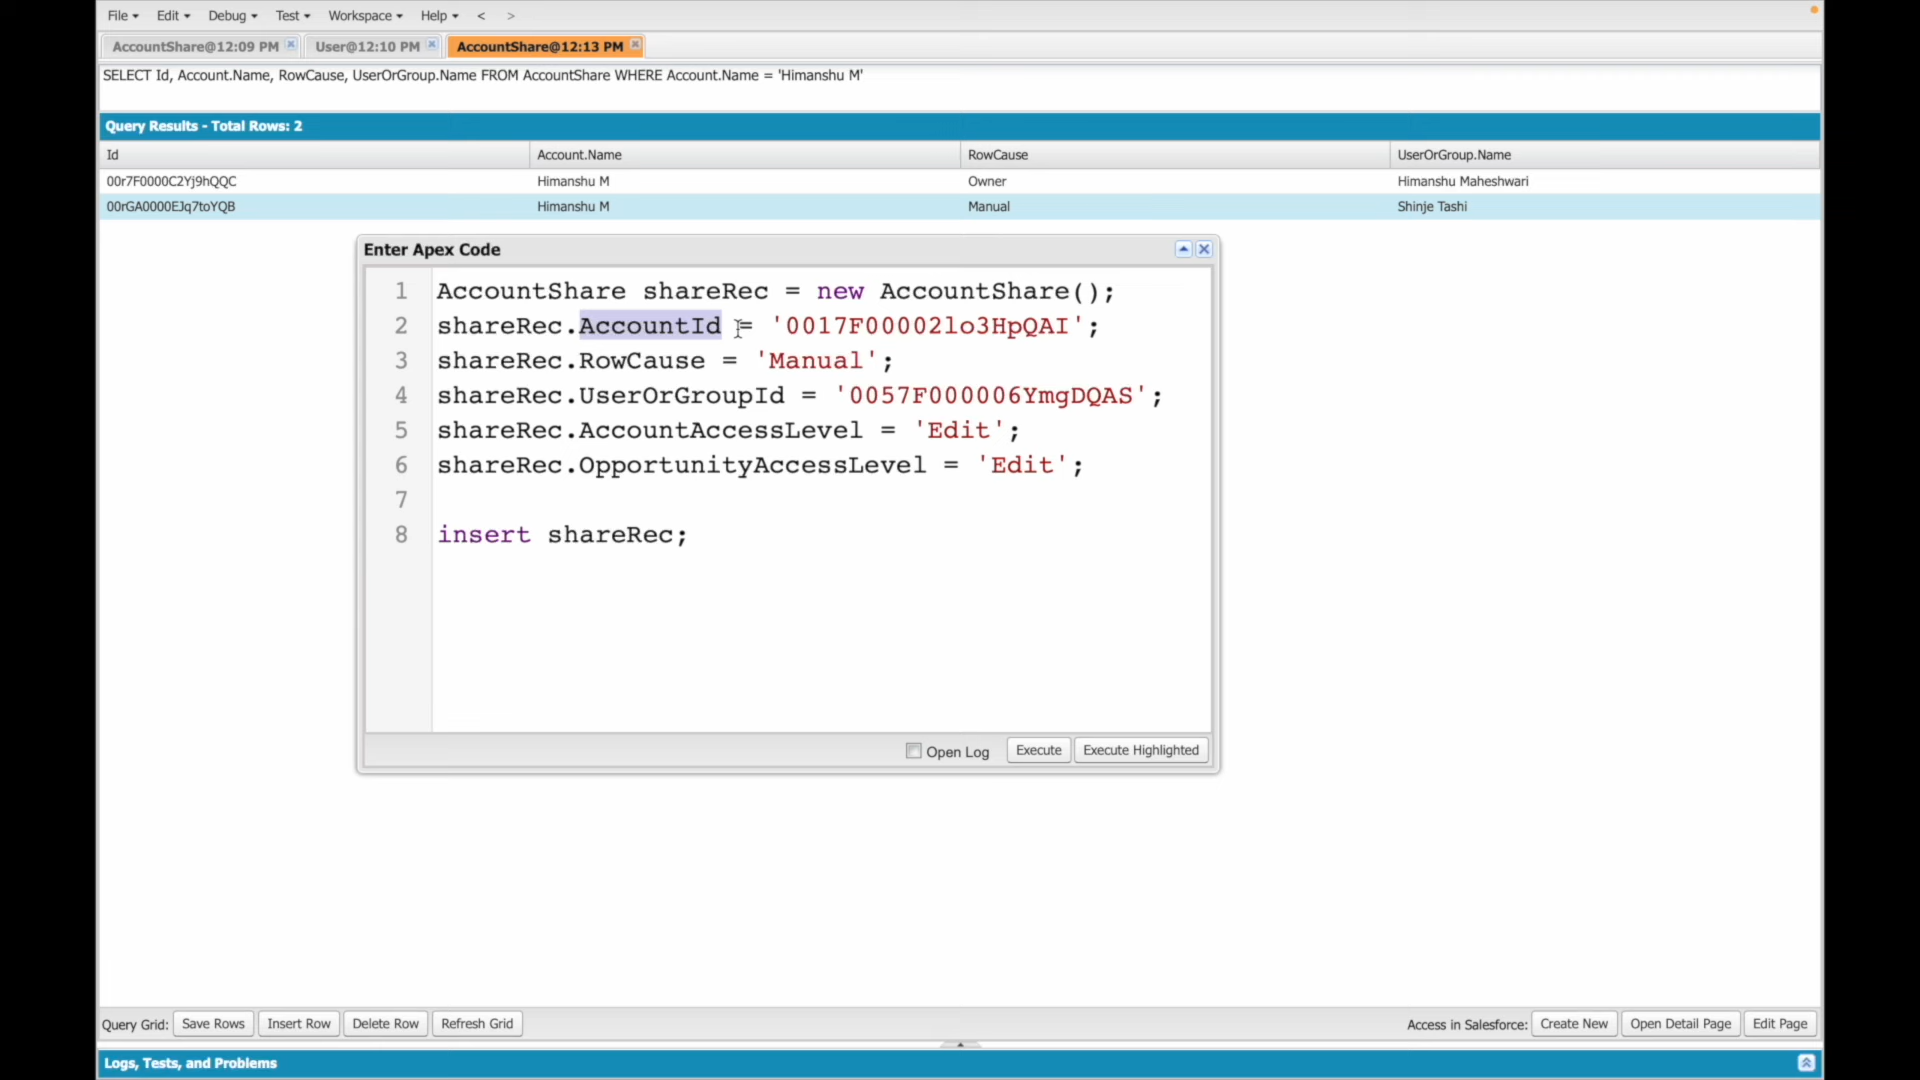 File Edit Debug Test Workspace Help < >
AccountShare@12:09 PM User@12:10 PM AccountShare@12:13 PM
SELECT Id, Account.Name, RowCause, UserOrGroup.Name FROM AccountShare WHERE Account.Name = 'Himanshu M'
Query Results - Total Rows: 2
Id Account.Name RowCause UserOrGroup.Name
00r7F0000C2Yj9hQQC Himanshu M Owner Himanshu Maheshwari
00rGA0000EJq7toYQB Himanshu M Manual Shinje Tashi
Enter Apex Code
1 AccountShare shareRec = new AccountShare();
2 shareRec.AccountId = '0017F00002lo3HpQAI';
3 shareRec.RowCause = 'Manual';
4 shareRec.UserOrGroupId = '0057F000006YmgDQAS';
5 shareRec.AccountAccessLevel = 'Edit';
6 shareRec.OpportunityAccessLevel = 'Edit';
7
8 insert shareRec;
Open Log Execute Execute Highlighted
Query Grid: Save Rows Insert Row Delete Row Refresh Grid Access in Salesforce: Create New Open Detail Page Edit Page
Logs, Tests, and Problems